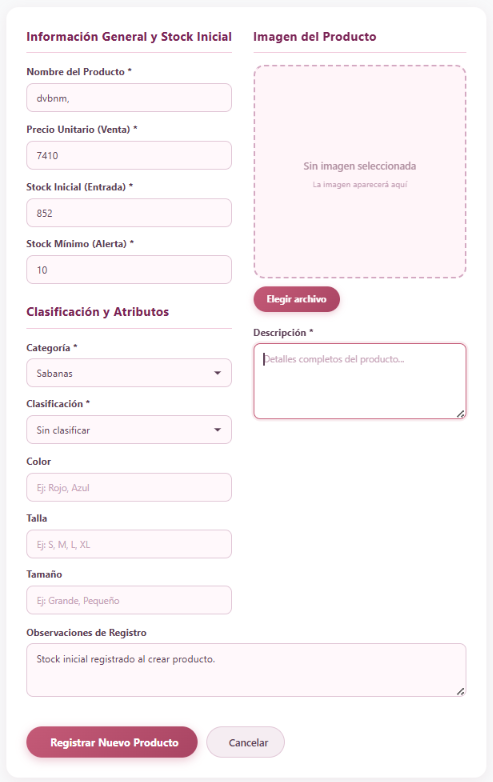 Información General y Stock Inicial
Nombre del Producto *
dvbnm,
Precio Unitario (Venta) *
7410
Stock Inicial (Entrada) *
852
Stock Mínimo (Alerta) *
10
Clasificación y Atributos
Categoría *
Sabanas
Clasificación *
Sin clasificar
Color
Ej: Rojo, Azul
Talla
Ej: S, M, L, XL
Tamaño
Ej: Grande, Pequeño
Imagen del Producto
Sin imagen seleccionada
La imagen aparecerá aquí
Elegir archivo
Descripción *
Detalles completos del producto...
Observaciones de Registro
Stock inicial registrado al crear producto.
Registrar Nuevo Producto
Cancelar